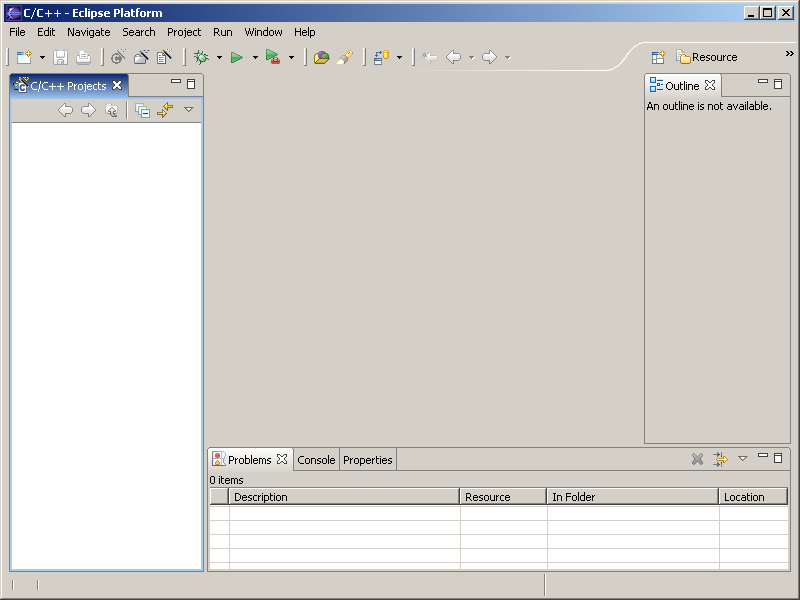 C/C++ - Eclipse Platform
File Edit Navigate Search Project Run Window Help
Resource
C/C++ Projects
Outline
An outline is not available.
Problems Console Properties
0 items
Description Resource In Folder Location